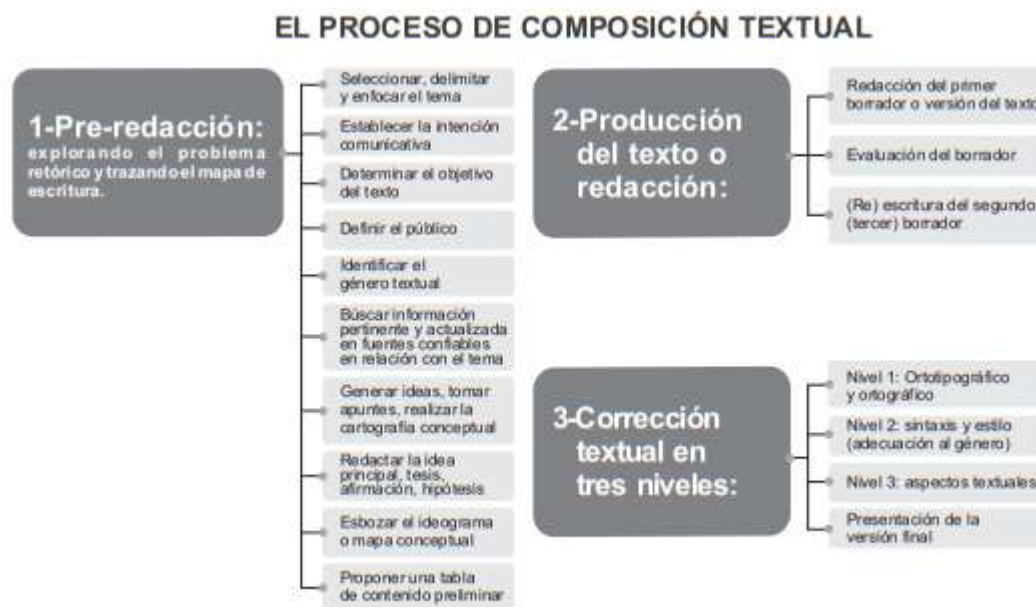 EL PROCESO DE COMPOSICIÓN TEXTUAL
1-Pre-redacción:
explorando el problema
retórico y trazando el mapa de
escritura.
Seleccionar, delimitar
y enfocar el tema
Establecer la intención
comunicativa
Determinar el objetivo
del texto
Definir el público
Identificar el
género textual
Búscar información
pertinente y actualizada
en fuentes confiables
en relación con el tema
Generar ideas, tomar
apuntes, realizar la
cartografía conceptual
Redactar la idea
principal, tesis,
afirmación, hipótesis
Esbozar el ideograma
o mapa conceptual
Proponer una tabla
de contenido preliminar
2-Producción
del texto o
redacción:
Redacción del primer
borrador o versión del texto
Evaluación del borrador
(Re) escritura del segundo
(tercer) borrador
3-Corrección
textual en
tres niveles:
Nivel 1: Ortotipográfico
y ortográfico
Nivel 2: sintaxis y estilo
(adecuación al género)
Nivel 3: aspectos textuales
Presentación de la
versión final